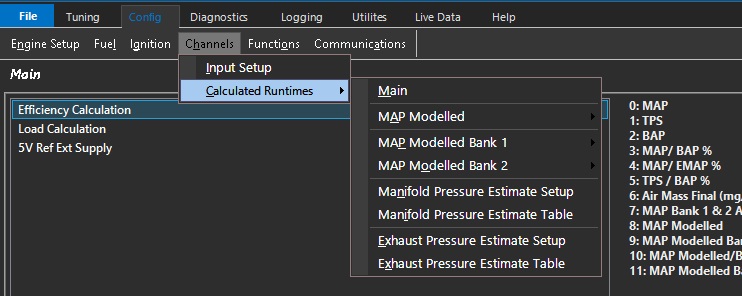 File Tuning Config Diagnostics Logging Utilites Live Data Help
Engine Setup Fuel Ignition Channels Functions Communications
Main
Input Setup
Calculated Runtimes
Efficiency Calculation
Load Calculation
5V Ref Ext Supply
Main
MAP Modelled
MAP Modelled Bank 1
MAP Modelled Bank 2
Manifold Pressure Estimate Setup
Manifold Pressure Estimate Table
Exhaust Pressure Estimate Setup
Exhaust Pressure Estimate Table
0: MAP
1: TPS
2: BAP
3: MAP/ BAP %
4: MAP/ EMAP %
5: TPS / BAP %
6: Air Mass Final (mg,
7: MAP Bank 1 & 2 A
8: MAP Modelled
9: MAP Modelled Ban
10: MAP Modelled/B
11: MAP Modelled B